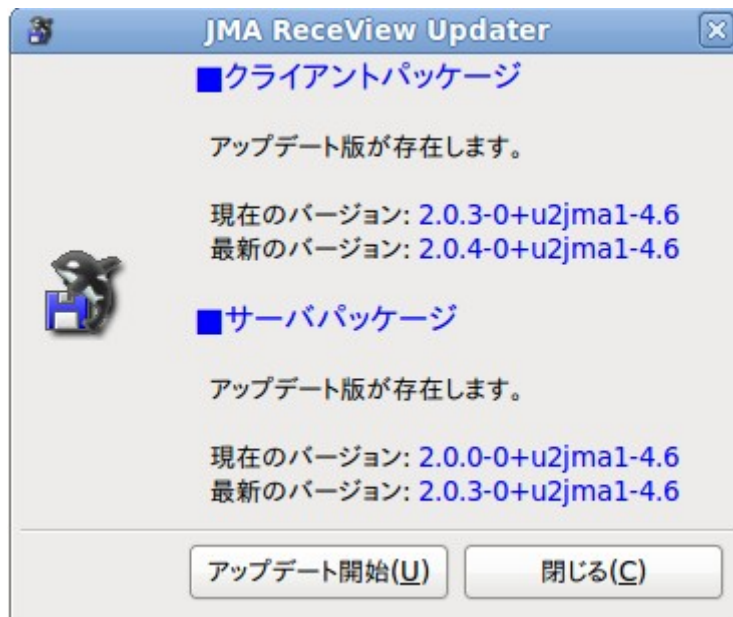 JMA ReceView Updater
■クライアントパッケージ
アップデート版が存在します。
現在のバージョン: 2.0.3-0+u2jma1-4.6
最新のバージョン: 2.0.4-0+u2jma1-4.6
■サーバパッケージ
アップデート版が存在します。
現在のバージョン: 2.0.0-0+u2jma1-4.6
最新のバージョン: 2.0.3-0+u2jma1-4.6
アップデート開始(U) 閉じる(C)